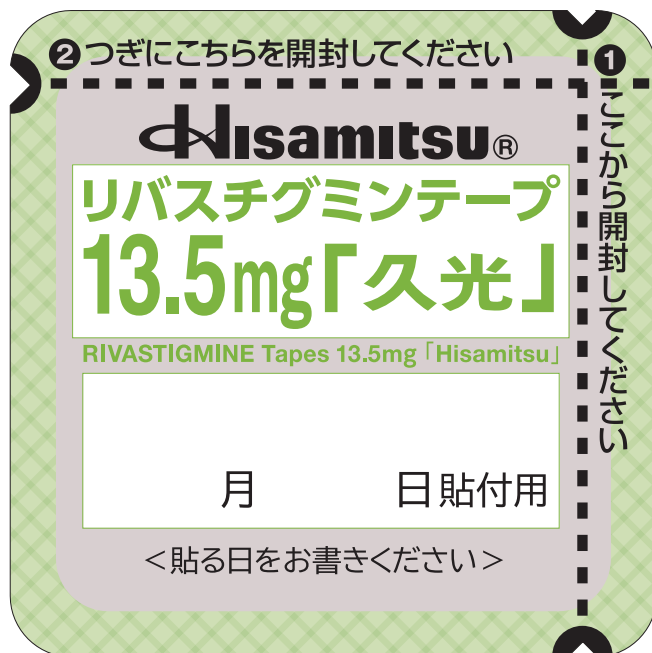 ❷つぎにこちらを開封してください
❶ここから開封してください
Hisamitsu®
リバスチグミンテープ
13.5mg「久光」
RIVASTIGMINE Tapes 13.5mg「Hisamitsu」
月 日貼付用
<貼る日をお書きください>